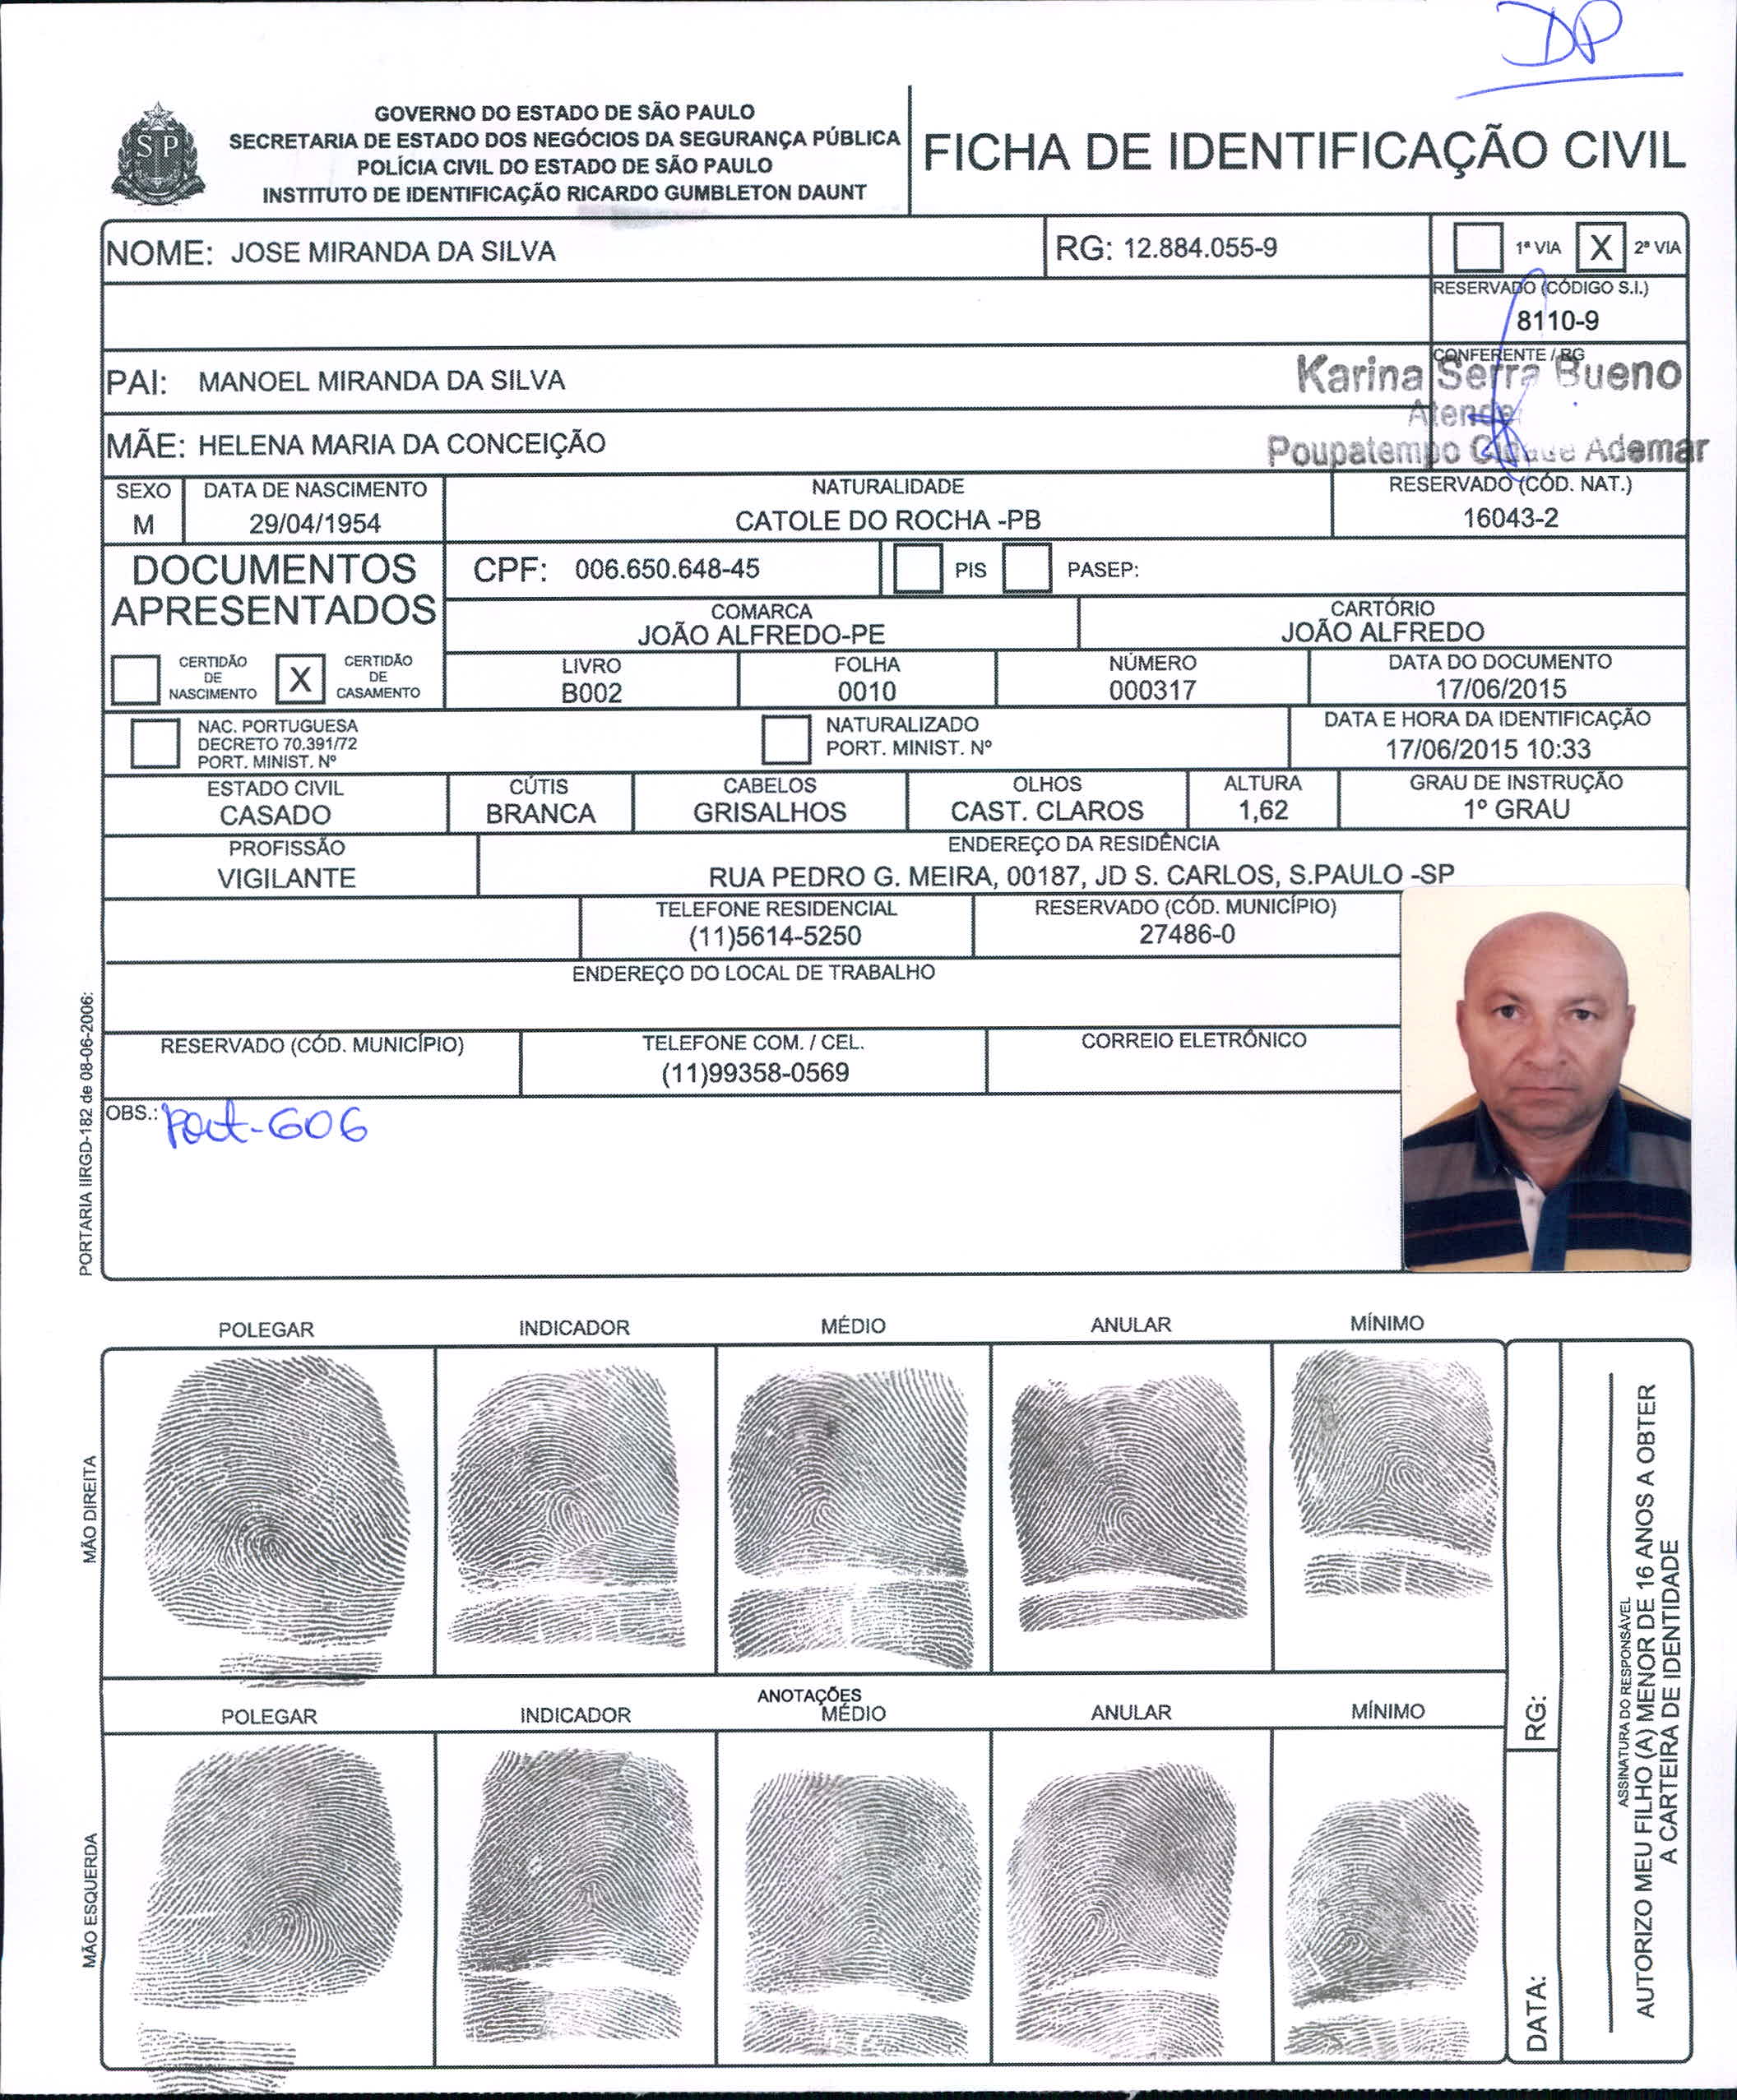 DP
SP
GOVERNO DO ESTADO DE SÃO PAULO
SECRETARIA DE ESTADO DOS NEGÓCIOS DA SEGURANÇA PÚBLICA
POLÍCIA CIVIL DO ESTADO DE SÃO PAULO
INSTITUTO DE IDENTIFICAÇÃO RICARDO GUMBLETON DAUNT
FICHA DE IDENTIFICAÇÃO CIVIL
NOME: JOSE MIRANDA DA SILVA
RG: 12.884.055-9
1ª VIA X 2ª VIA
RESERVADO (CÓDIGO S.I.)
8110-9
PAI: MANOEL MIRANDA DA SILVA
CONFERENTE / RG
Karina Serra Bueno
Poupatempo Cidade Ademar
MÃE: HELENA MARIA DA CONCEIÇÃO
SEXO
M
DATA DE NASCIMENTO
29/04/1954
NATURALIDADE
CATOLE DO ROCHA -PB
RESERVADO (CÓD. NAT.)
16043-2
DOCUMENTOS
APRESENTADOS
CPF: 006.650.648-45
PIS
PASEP:
COMARCA
JOÃO ALFREDO-PE
CARTÓRIO
JOÃO ALFREDO
CERTIDÃO
DE
NASCIMENTO
X
CERTIDÃO
DE
CASAMENTO
LIVRO
B002
FOLHA
0010
NÚMERO
000317
DATA DO DOCUMENTO
17/06/2015
NAC. PORTUGUESA
DECRETO 70.391/72
PORT. MINIST. Nº
NATURALIZADO
PORT. MINIST. Nº
DATA E HORA DA IDENTIFICAÇÃO
17/06/2015 10:33
ESTADO CIVIL
CASADO
CÚTIS
BRANCA
CABELOS
GRISALHOS
OLHOS
CAST. CLAROS
ALTURA
1,62
GRAU DE INSTRUÇÃO
1º GRAU
PROFISSÃO
VIGILANTE
ENDEREÇO DA RESIDÊNCIA
RUA PEDRO G. MEIRA, 00187, JD S. CARLOS, S.PAULO -SP
TELEFONE RESIDENCIAL
(11)5614-5250
RESERVADO (CÓD. MUNICÍPIO)
27486-0
ENDEREÇO DO LOCAL DE TRABALHO
RESERVADO (CÓD. MUNICÍPIO)
TELEFONE COM. / CEL.
(11)99358-0569
CORREIO ELETRÔNICO
OBS.: Port-606
PORTARIA IIRGD-182 de 08-06-2006:
POLEGAR INDICADOR MÉDIO ANULAR MÍNIMO
MÃO DIREITA
ANOTAÇÕES
POLEGAR INDICADOR MÉDIO ANULAR MÍNIMO
MÃO ESQUERDA
RG:
DATA:
ASSINATURA DO RESPONSÁVEL
AUTORIZO MEU FILHO (A) MENOR DE 16 ANOS A OBTER
A CARTEIRA DE IDENTIDADE